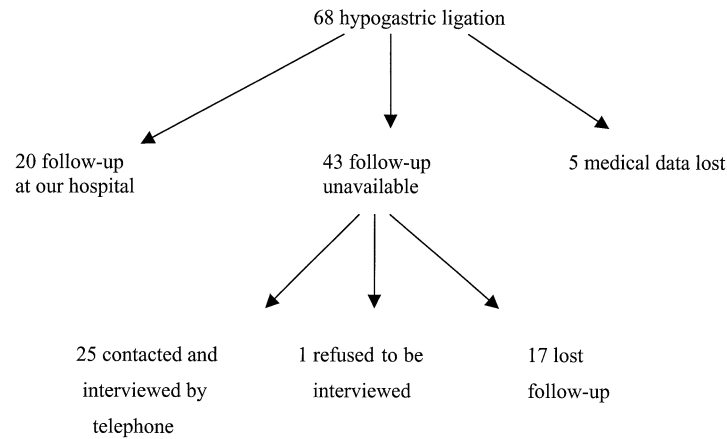 68 hypogastric ligation
20 follow-up
at our hospital
43 follow-up
unavailable
5 medical data lost
25 contacted and
interviewed by
telephone
1 refused to be
interviewed
17 lost
follow-up